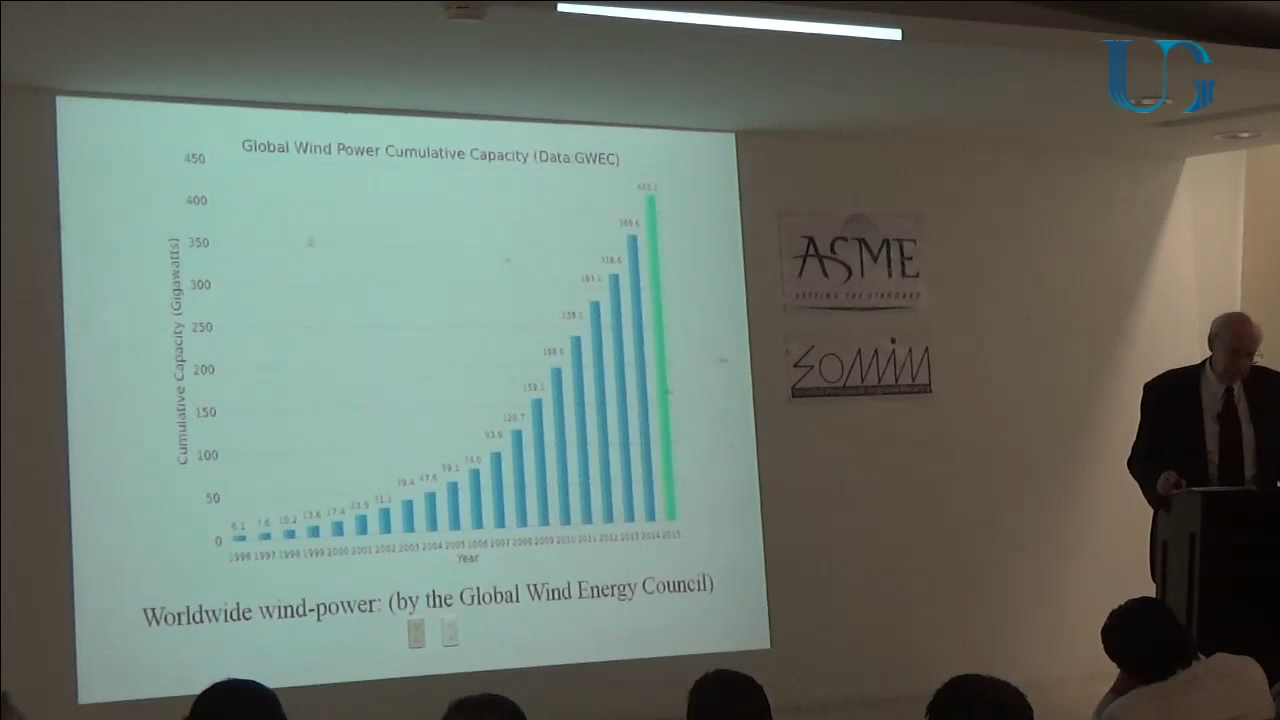 Global Wind Power Cumulative Capacity (Data:GWEC)
Cumulative Capacity (Gigawatts)
450
400
350
300
250
200
150
100
50
0
6.1 7.6 10.2 13.6 17.4 23.9 31.1 39.4 47.6 59.1 74.0 93.9 120.7 159.1 198.0 238.1 283.1 318.6 369.6
1996 1997 1998 1999 2000 2001 2002 2003 2004 2005 2006 2007 2008 2009 2010 2011 2012 2013 2014 2015
Year
Worldwide wind-power: (by the Global Wind Energy Council)
ASME
SETTING THE STANDARD
SOMIM
UG